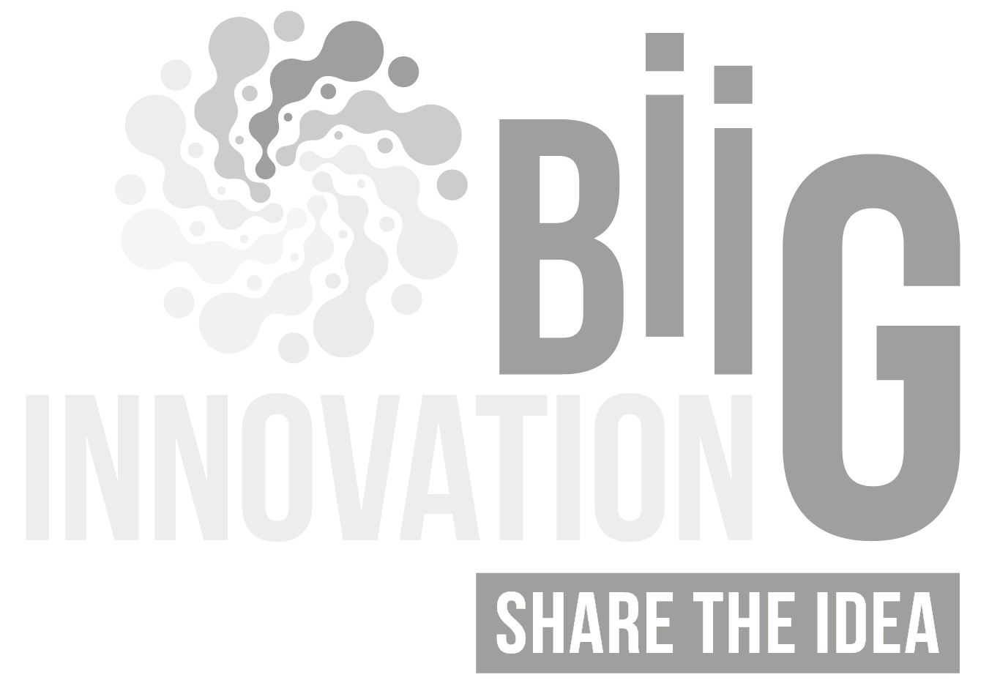 BiiG
INNOVATION
SHARE THE IDEA